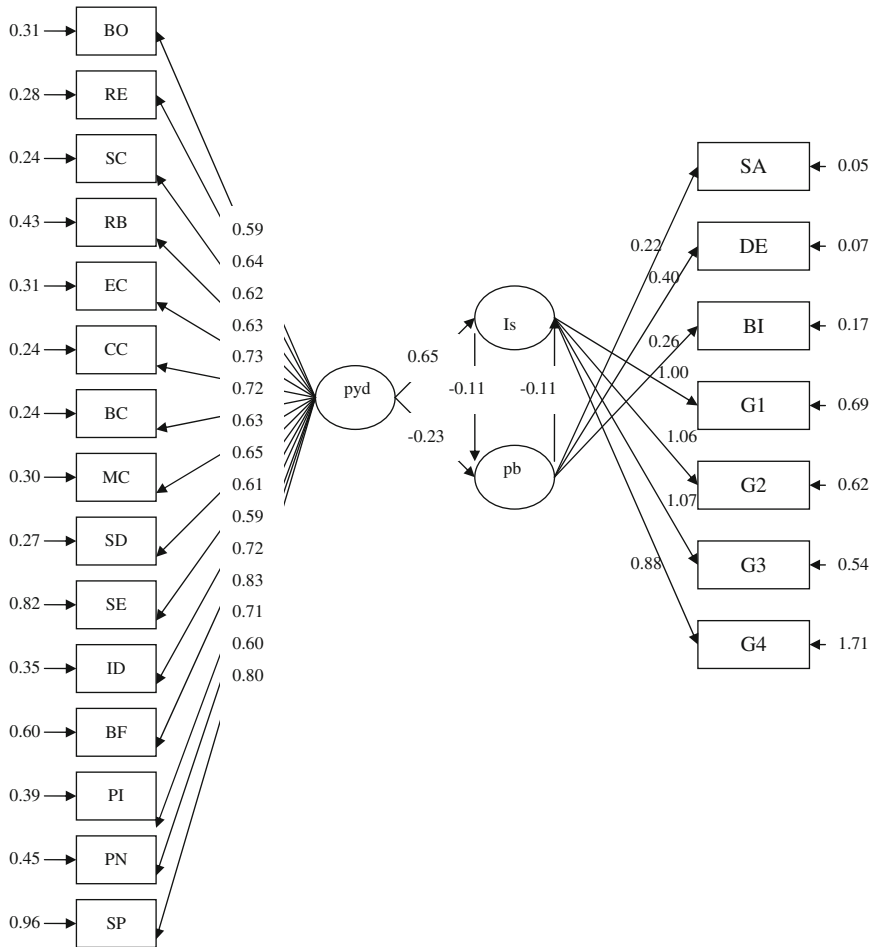 0.31 BO
0.28 RE
0.24 SC
0.43 RB
0.31 EC
0.24 CC
0.24 BC
0.30 MC
0.27 SD
0.82 SE
0.35 ID
0.60 BF
0.39 PI
0.45 PN
0.96 SP
0.59
0.64
0.62
0.63
0.73
0.72
0.63
0.65
0.61
0.59
0.72
0.83
0.71
0.60
0.80
pyd
0.65
-0.23
Is
-0.11
-0.11
pb
0.22
0.40
0.26
1.00
1.06
1.07
0.88
SA 0.05
DE 0.07
BI 0.17
G1 0.69
G2 0.62
G3 0.54
G4 1.71